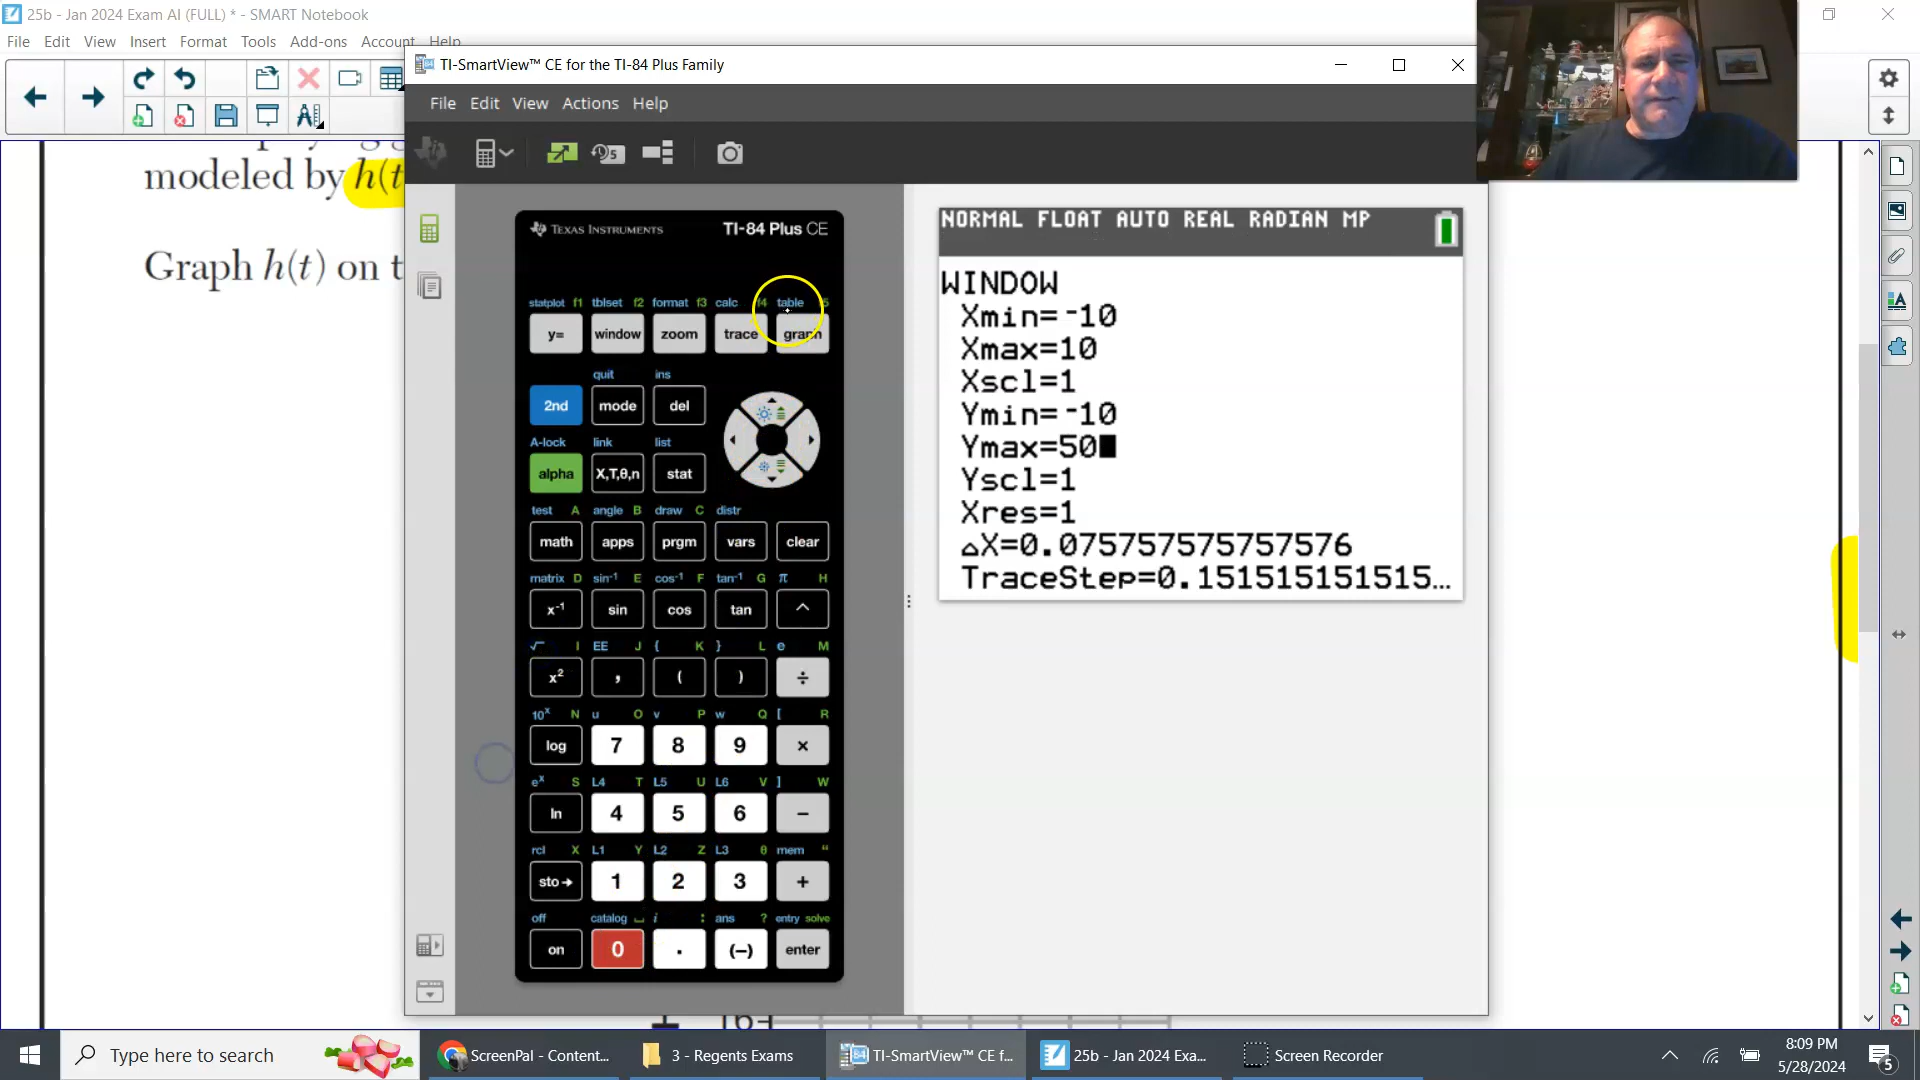 25b - Jan 2024 Exam AI (FULL) * - SMART Notebook
File Edit View Insert Format Tools Add-ons Account Help
TI-SmartView™ CE for the TI-84 Plus Family
File Edit View Actions Help
modeled by h(t
Graph h(t) on t
TEXAS INSTRUMENTS TI-84 Plus CE
statplot f1 tblset f2 format f3 calc f4 table f5
y= window zoom trace graph
quit ins
2nd mode del
A-lock link list
alpha X,T,θ,n stat
test A angle B draw C distr
math apps prgm vars clear
matrix D sin-1 E cos-1 F tan-1 G π H
x-1 sin cos tan ^
√ I EE J { K } L e M
x² , ( ) ÷
10x N u O v P w Q [ R
log 7 8 9 ×
ex S L4 T L5 U L6 V ] W
ln 4 5 6 −
rcl X L1 Y L2 Z L3 θ mem "
sto→ 1 2 3 +
off catalog ⎵ i : ans ? entry solve
on 0 . (−) enter
NORMAL FLOAT AUTO REAL RADIAN MP
WINDOW
Xmin=-10
Xmax=10
Xscl=1
Ymin=-10
Ymax=50
Yscl=1
Xres=1
△X=0.075757575757576
TraceStep=0.151515151515...
Type here to search
ScreenPal - Content...
3 - Regents Exams
TI-SmartView™ CE f...
25b - Jan 2024 Exa...
Screen Recorder
8:09 PM
5/28/2024
5